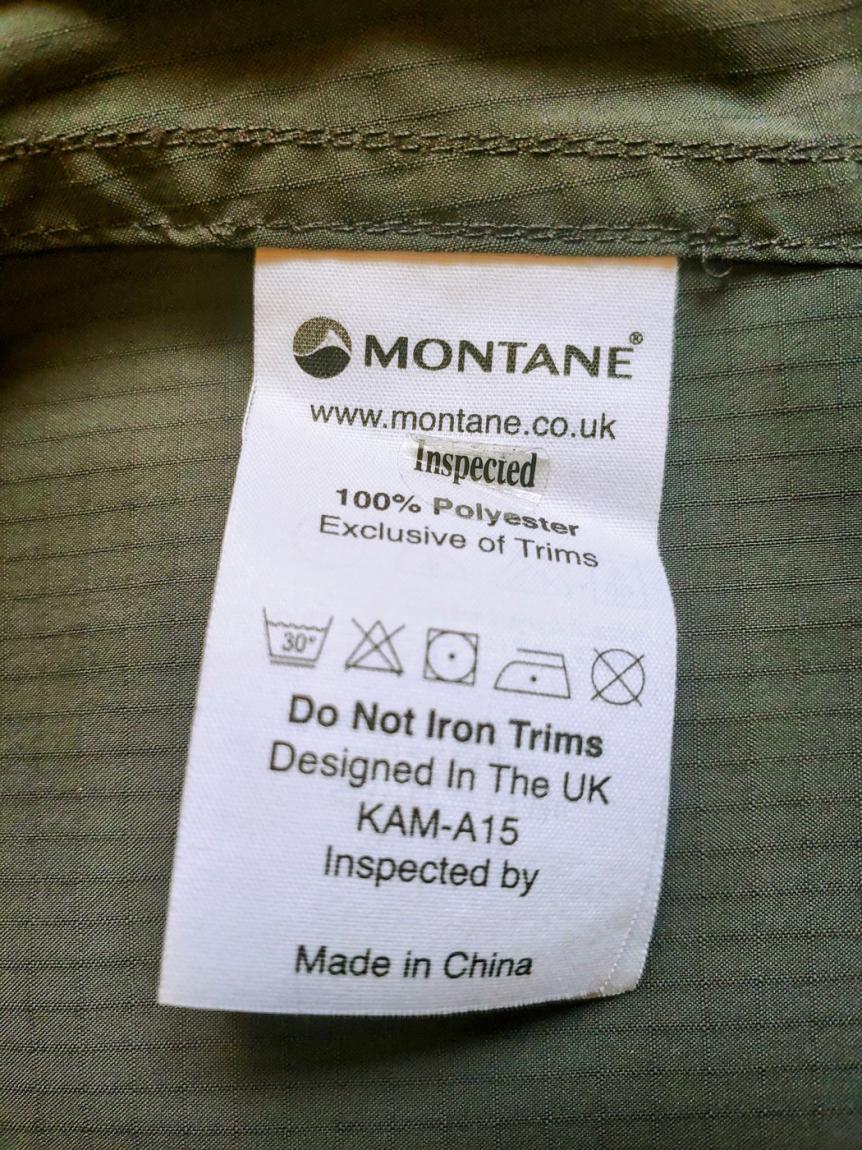 MONTANE®
www.montane.co.uk
Inspected
100% Polyester
Exclusive of Trims
30°
Do Not Iron Trims
Designed In The UK
KAM-A15
Inspected by
Made in China